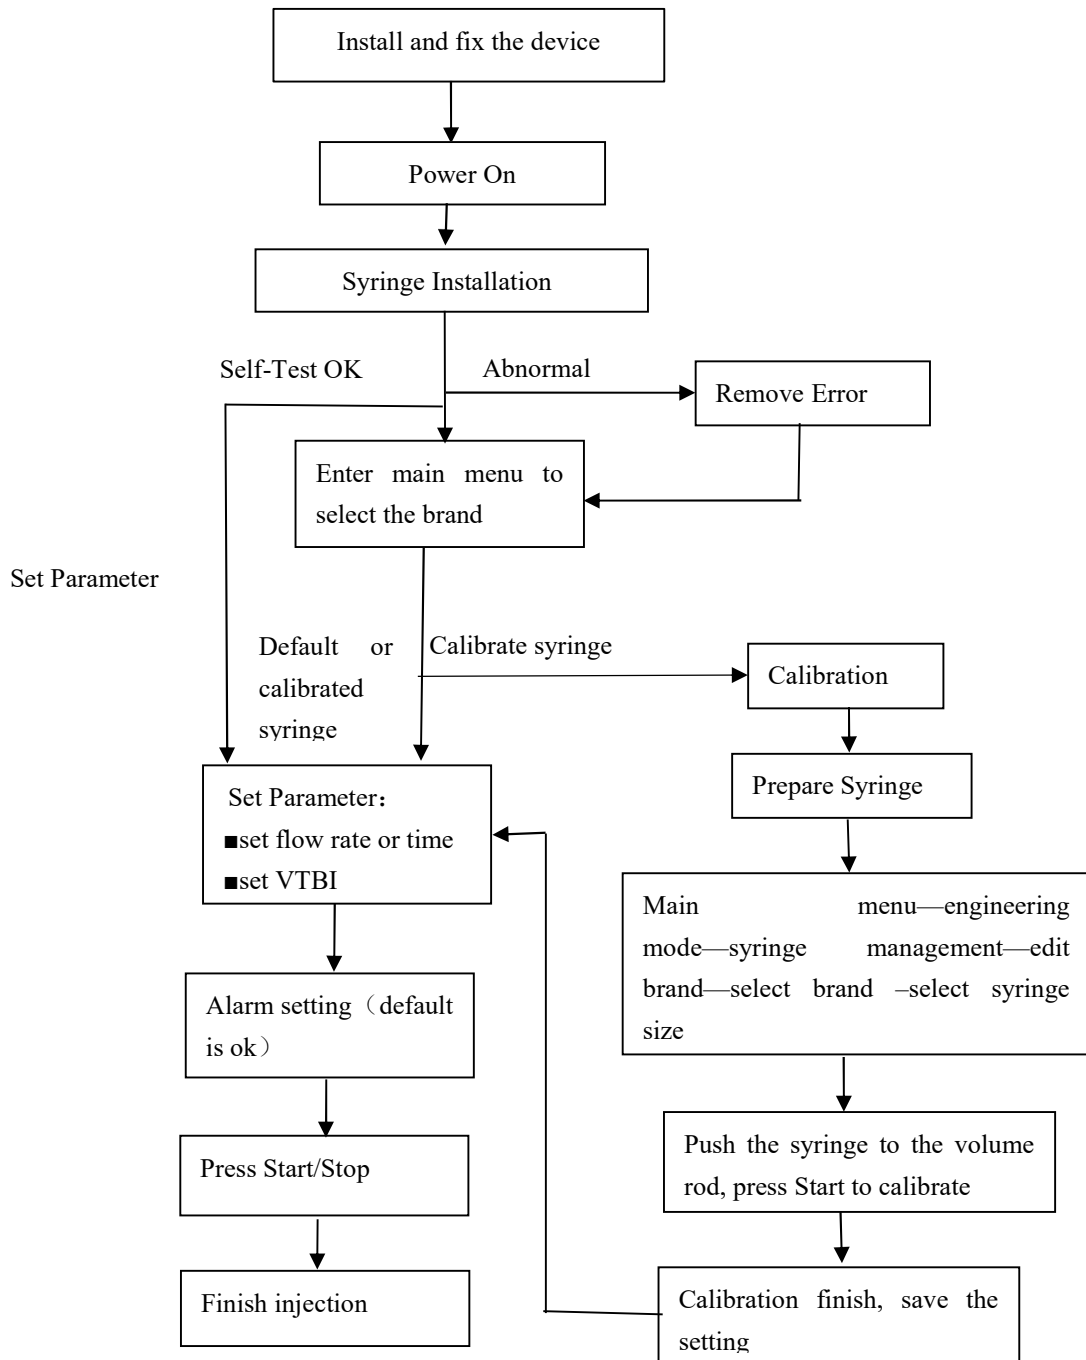 Install and fix the device
Power On
Syringe Installation
Self-Test OK
Abnormal
Remove Error
Enter main menu to
select the brand
Set Parameter
Default or
calibrated
syringe
Calibrate syringe
Calibration
Prepare Syringe
Set Parameter：
■set flow rate or time
■set VTBI
Main menu—engineering
mode—syringe management—edit
brand—select brand –select syringe
size
Alarm setting（default
is ok）
Push the syringe to the volume
rod, press Start to calibrate
Press Start/Stop
Calibration finish, save the
setting
Finish injection